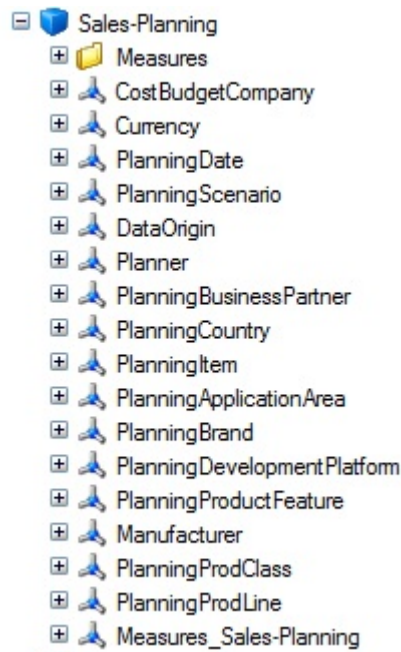 Sales-Planning
Measures
CostBudgetCompany
Currency
PlanningDate
PlanningScenario
DataOrigin
Planner
PlanningBusinessPartner
PlanningCountry
PlanningItem
PlanningApplicationArea
PlanningBrand
PlanningDevelopmentPlatform
PlanningProductFeature
Manufacturer
PlanningProdClass
PlanningProdLine
Measures_Sales-Planning